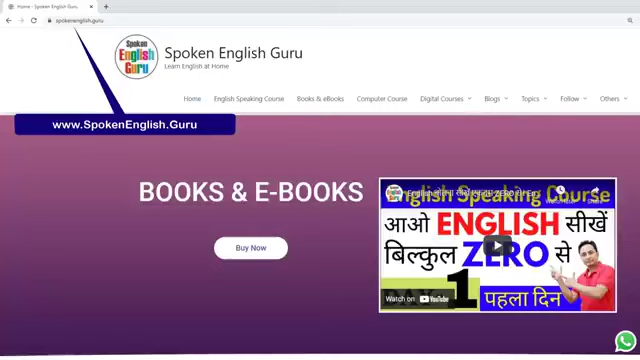 Home - Spoken English Guru
spokenenglish.guru
Spoken
English
Guru
Spoken English Guru
Learn English at Home
Home English Speaking Course Books & eBooks Computer Course Digital Courses Blogs Topics Follow Others
www.SpokenEnglish.Guru
BOOKS & E-BOOKS
Buy Now
English Speaking Course
आओ ENGLISH सीखें
बिल्कुल ZERO से
1 पहला दिन
Watch on YouTube